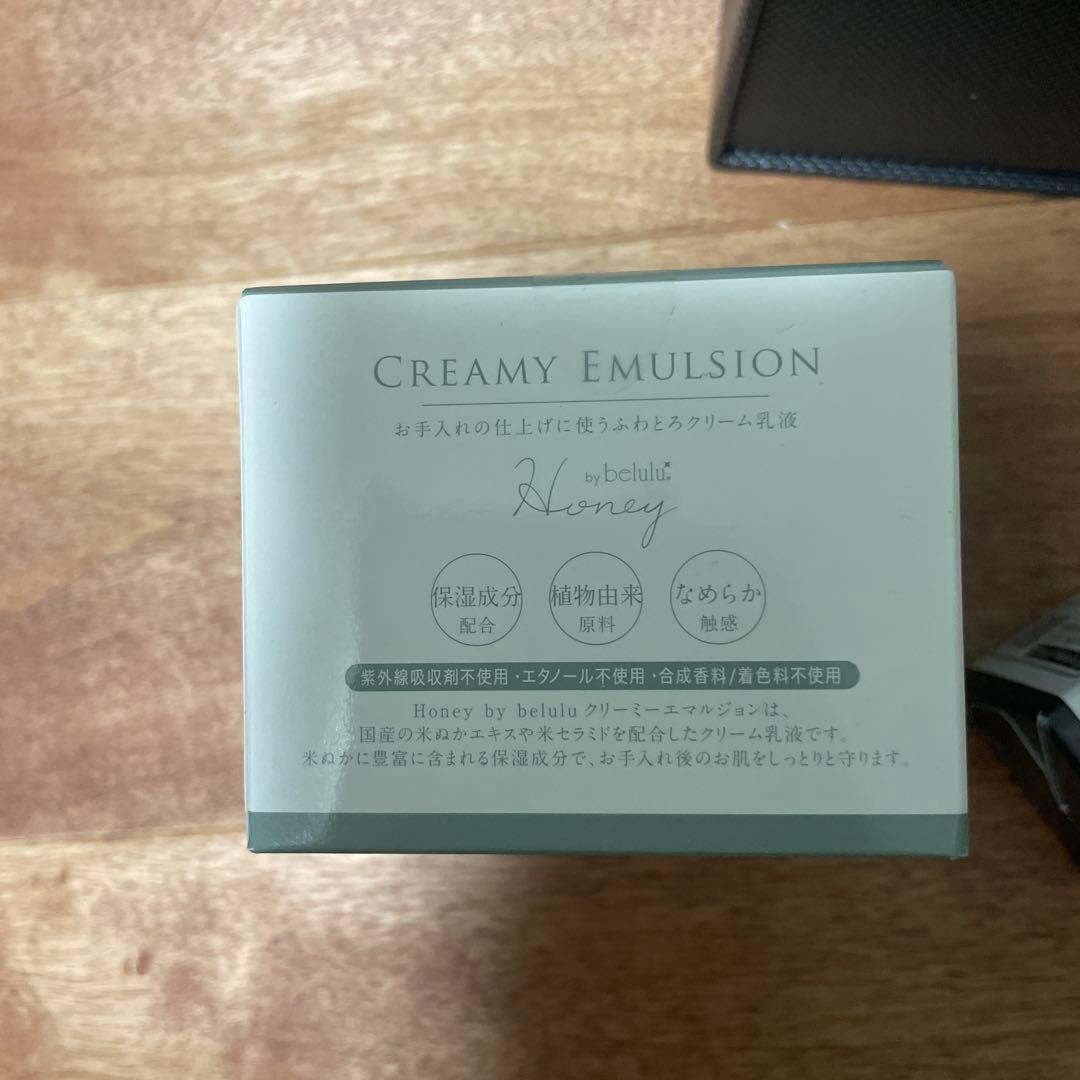 CREAMY EMULSION
お手入れの仕上げに使うふわとろクリーム乳液
by belulu®
Honey
保湿成分
配合
植物由来
原料
なめらか
触感
紫外線吸収剤不使用・エタノール不使用・合成香料/着色料不使用
Honey by belulu クリーミーエマルジョンは、
国産の米ぬかエキスや米セラミドを配合したクリーム乳液です。
米ぬかに豊富に含まれる保湿成分で、お手入れ後のお肌をしっとりと守ります。